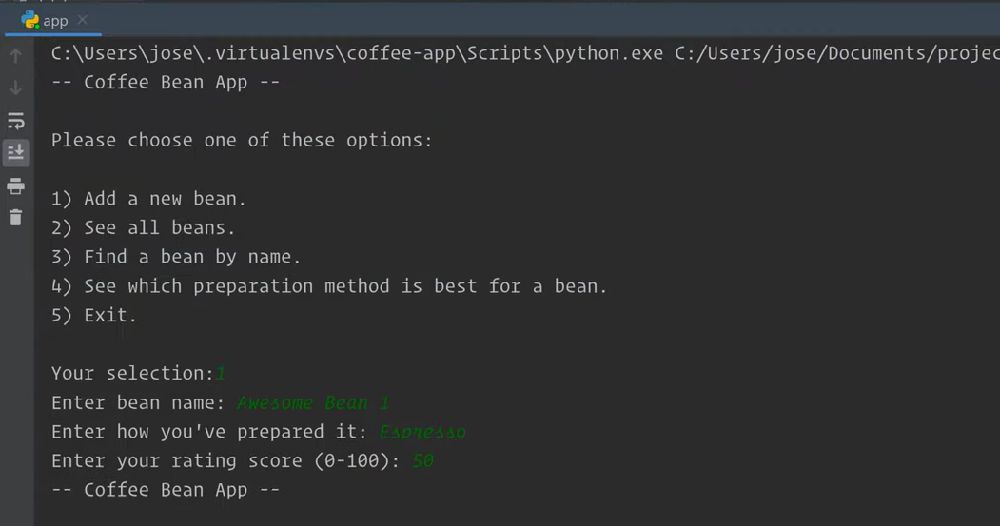 app
C:\Users\jose\.virtualenvs\coffee-app\Scripts\python.exe C:/Users/jose/Documents/projec
-- Coffee Bean App --
Please choose one of these options:
1) Add a new bean.
2) See all beans.
3) Find a bean by name.
4) See which preparation method is best for a bean.
5) Exit.
Your selection:1
Enter bean name: Awesome Bean 1
Enter how you've prepared it: Espresso
Enter your rating score (0-100): 50
-- Coffee Bean App --